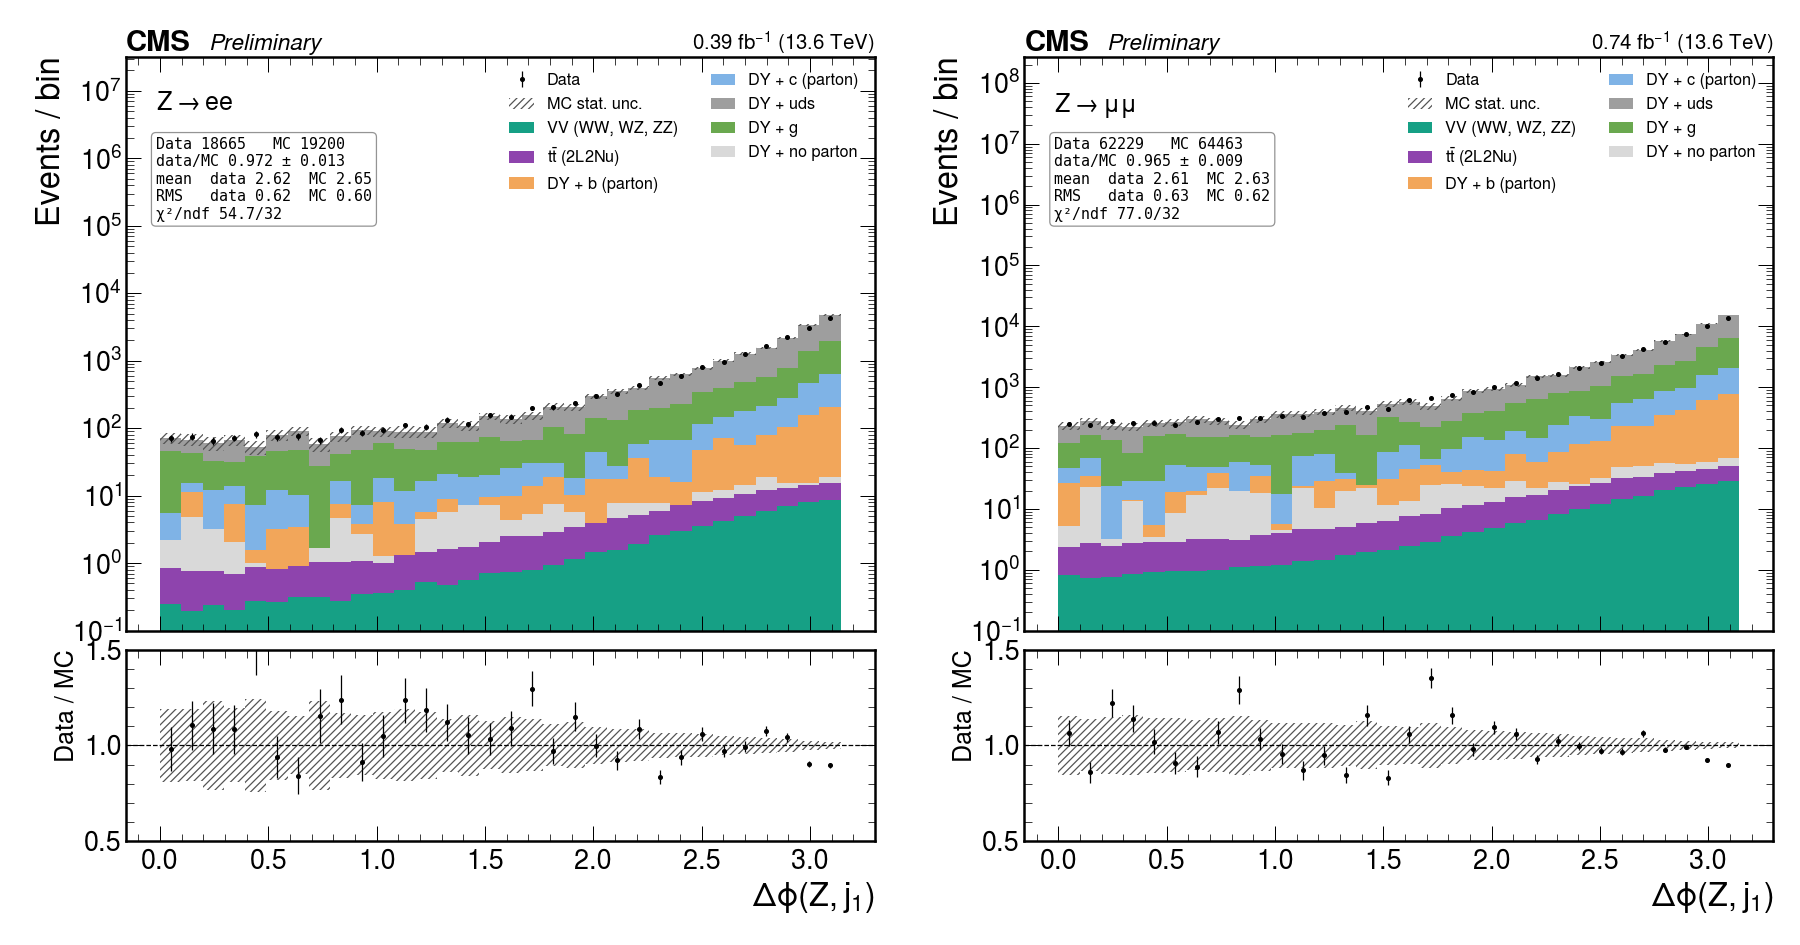 CMS Preliminary 0.39 fb⁻¹ (13.6 TeV)
Events / bin
10⁷
10⁶
10⁵
10⁴
10³
10²
10¹
10⁰
10⁻¹
Z→ee
Data 18665 MC 19200
data/MC 0.972 ± 0.013
mean data 2.62 MC 2.65
RMS data 0.62 MC 0.60
χ²/ndf 54.7/32
Data
MC stat. unc.
VV (WW, WZ, ZZ)
tt̄ (2L2Nu)
DY + b (parton)
DY + c (parton)
DY + uds
DY + g
DY + no parton
Data / MC
1.5
1.0
0.5
0.0 0.5 1.0 1.5 2.0 2.5 3.0
Δϕ(Z, j₁)
CMS Preliminary 0.74 fb⁻¹ (13.6 TeV)
Events / bin
10⁸
10⁷
10⁶
10⁵
10⁴
10³
10²
10¹
10⁰
10⁻¹
Z→μμ
Data 62229 MC 64463
data/MC 0.965 ± 0.009
mean data 2.61 MC 2.63
RMS data 0.63 MC 0.62
χ²/ndf 77.0/32
Data
MC stat. unc.
VV (WW, WZ, ZZ)
tt̄ (2L2Nu)
DY + b (parton)
DY + c (parton)
DY + uds
DY + g
DY + no parton
Data / MC
1.5
1.0
0.5
0.0 0.5 1.0 1.5 2.0 2.5 3.0
Δϕ(Z, j₁)